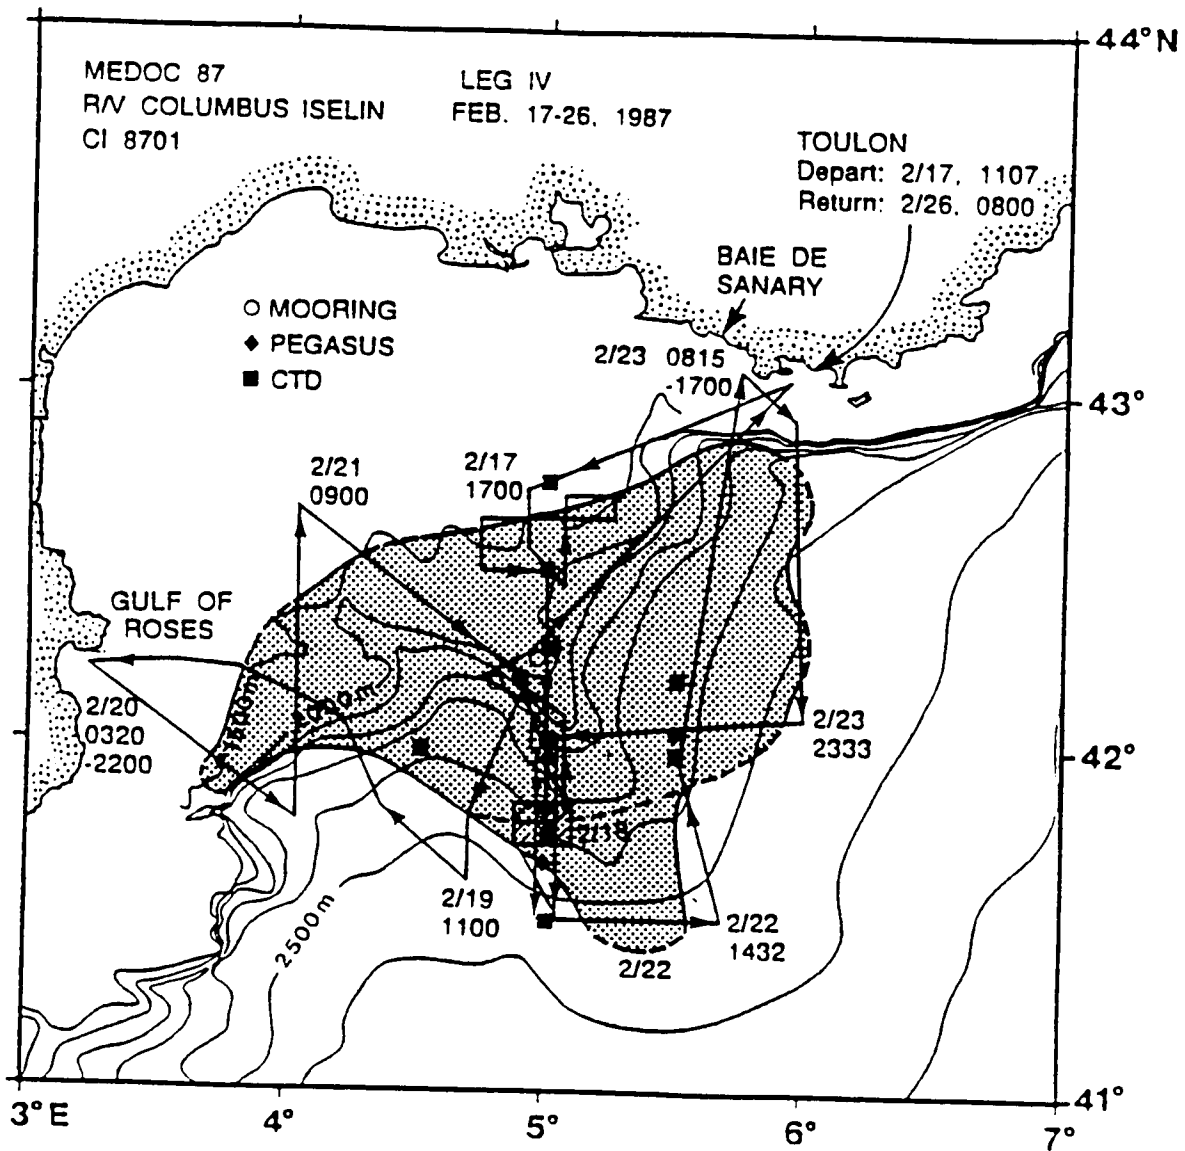 44°N
MEDOC 87
LEG IV
R/V COLUMBUS ISELIN
FEB. 17-26, 1987
CI 8701
TOULON
Depart: 2/17, 1107
Return: 2/26, 0800
BAIE DE
SANARY
MOORING
PEGASUS
CTD
2/23 0815
-1700
43°
2/21
0900
2/17
1700
GULF OF
ROSES
1500m
2/20
0320
-2200
2/23
2333
42°
2/18
2/19
1100
2500m
2/22
1432
2/22
41°
3°E
4°
5°
6°
7°